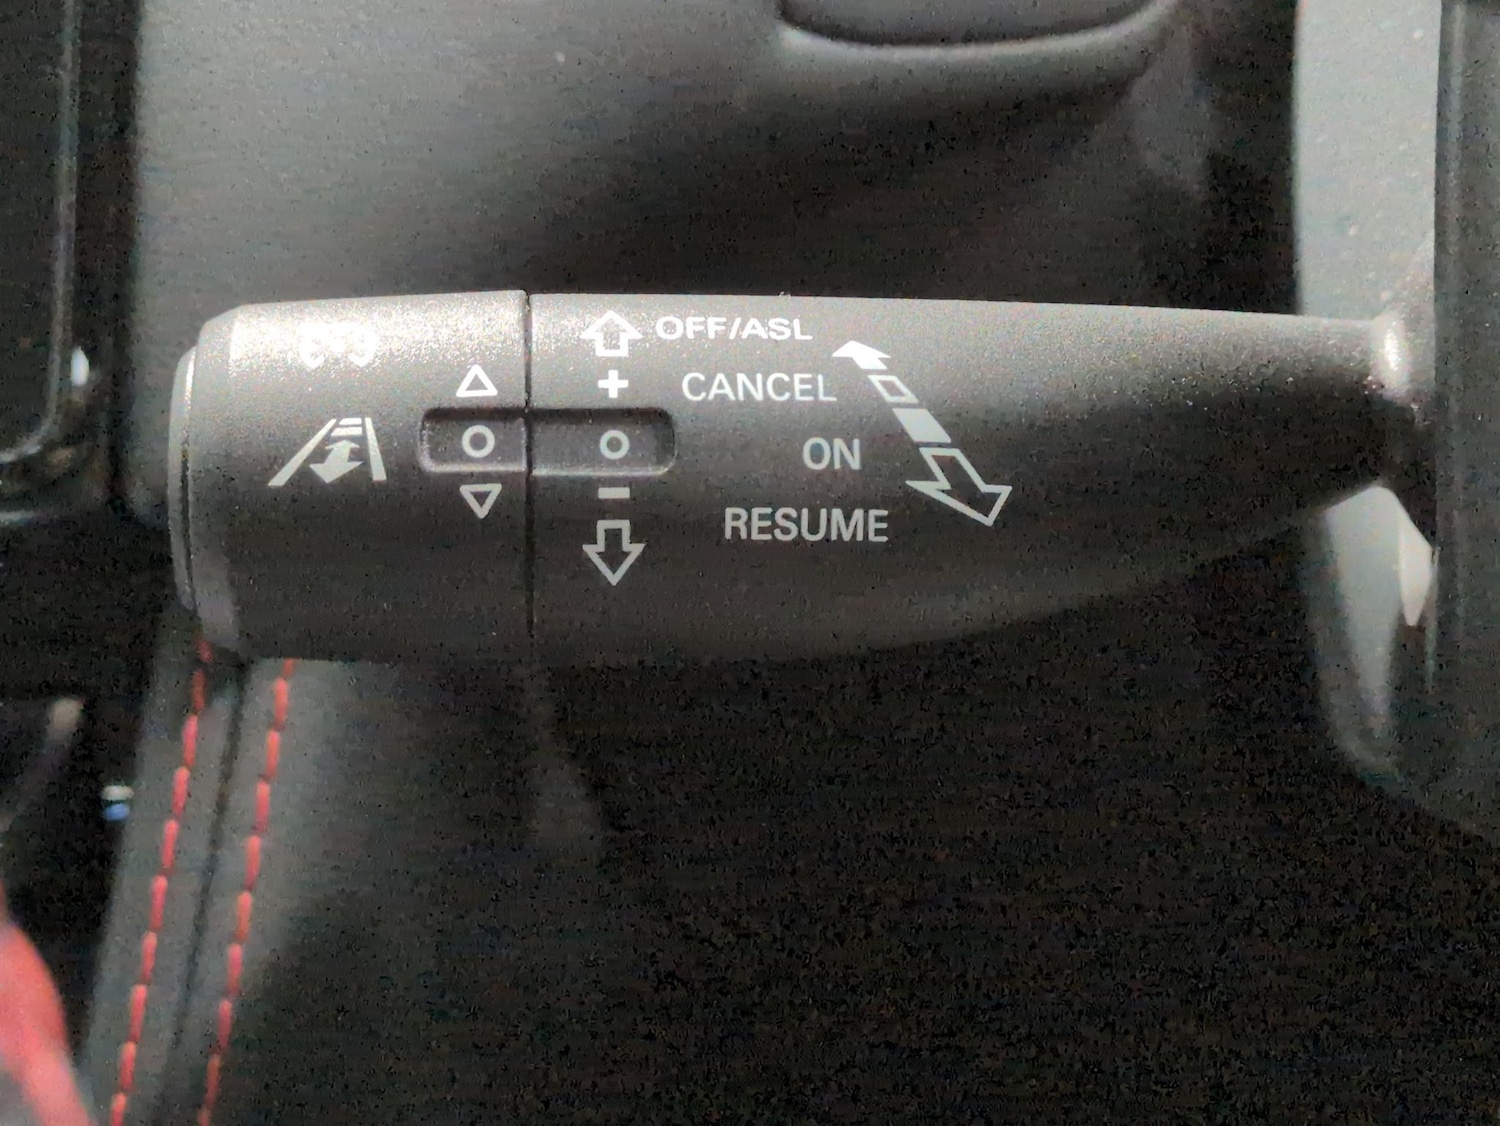 OFF/ASL
+
CANCEL
ON
-
RESUME